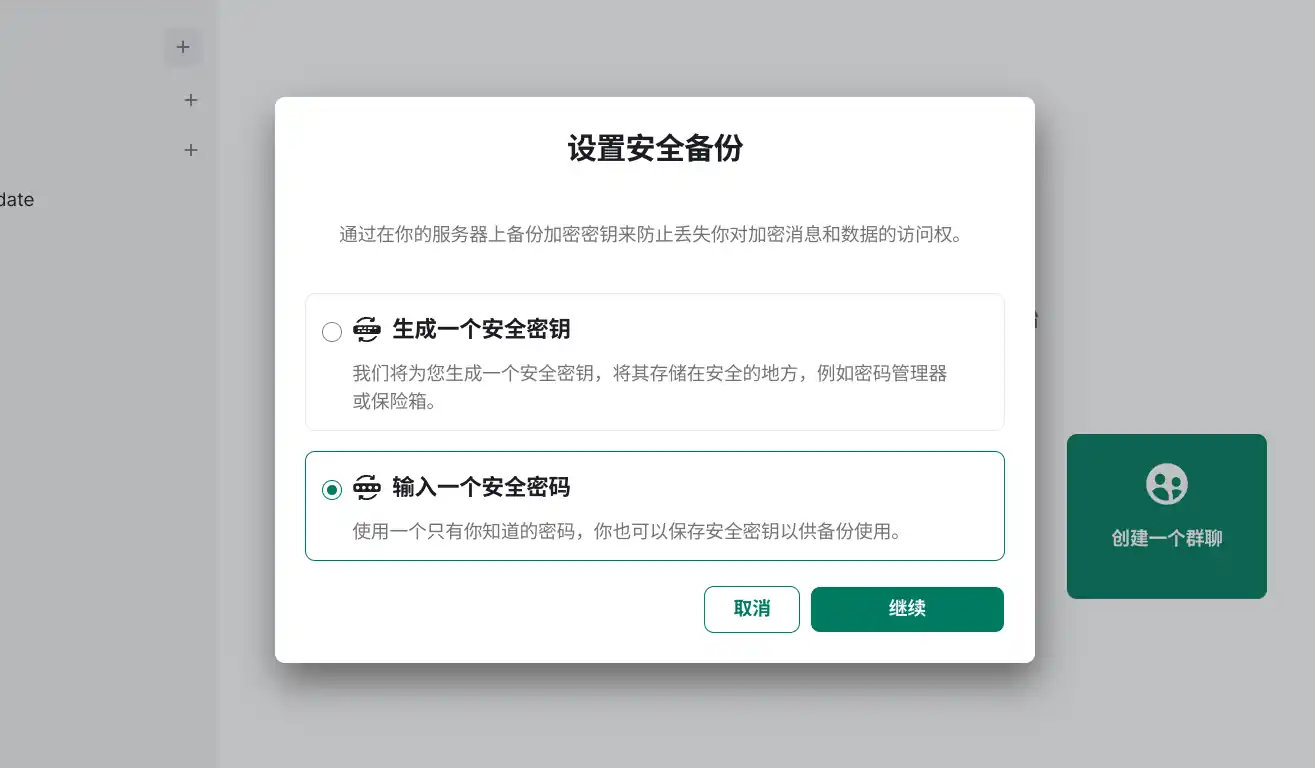 date
设置安全备份
通过在你的服务器上备份加密密钥来防止丢失你对加密消息和数据的访问权。
生成一个安全密钥
我们将为您生成一个安全密钥，将其存储在安全的地方，例如密码管理器
或保险箱。
输入一个安全密码
使用一个只有你知道的密码，你也可以保存安全密钥以供备份使用。
取消
继续
创建一个群聊